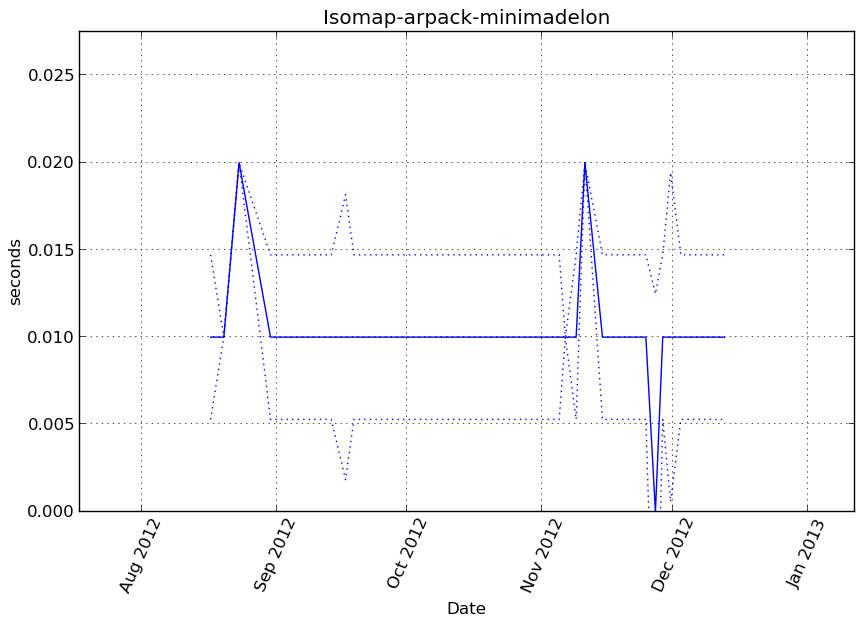 Isomap-arpack-minimadelon
0.025
0.020
0.015
0.010
0.005
0.000
seconds
Aug 2012
Sep 2012
Oct 2012
Nov 2012
Dec 2012
Jan 2013
Date